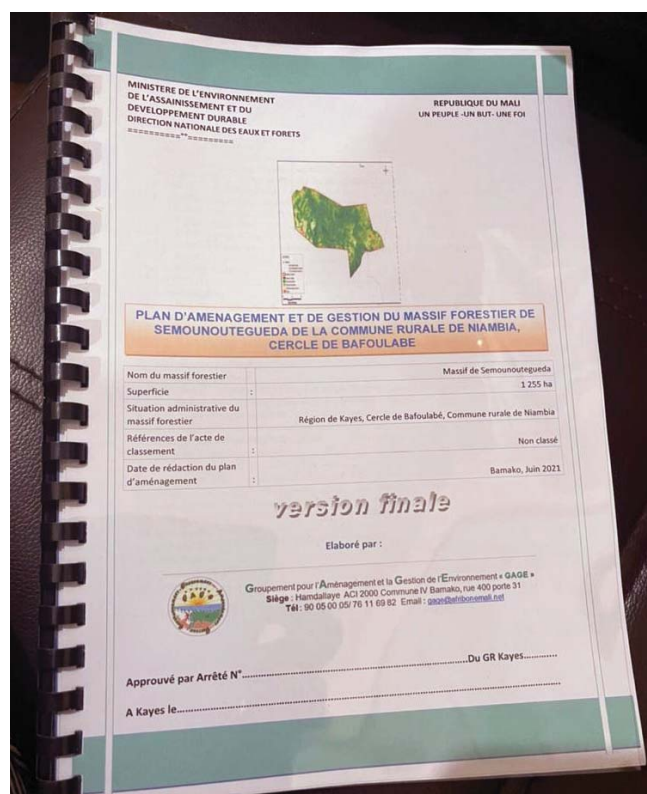 MINISTERE DE L'ENVIRONNEMENT
DE L'ASSAINISSEMENT ET DU
DEVELOPPEMENT DURABLE
DIRECTION NATIONALE DES EAUX ET FORETS
==========**=========
REPUBLIQUE DU MALI
UN PEUPLE -UN BUT- UNE FOI
PLAN D'AMENAGEMENT ET DE GESTION DU MASSIF FORESTIER DE
SEMOUNOUTEGUEDA DE LA COMMUNE RURALE DE NIAMBIA,
CERCLE DE BAFOULABE
Nom du massif forestier Massif de Semounoutegueda
Superficie : 1 255 ha
Situation administrative du
massif forestier Région de Kayes, Cercle de Bafoulabé, Commune rurale de Niambia
Références de l'acte de
classement : Non classé
Date de rédaction du plan
d'aménagement : Bamako, Juin 2021
version finale
Elaboré par :
GAGE
Groupement pour l'Aménagement et la Gestion de l'Environnement « GAGE »
Siège : Hamdallaye ACI 2000 Commune IV Bamako, rue 400 porte 31
Tél : 90 05 00 05/ 76 11 69 82 Email : gage@afribonemali.net
Approuvé par Arrêté N°..........Du GR Kayes..........
A Kayes le..........